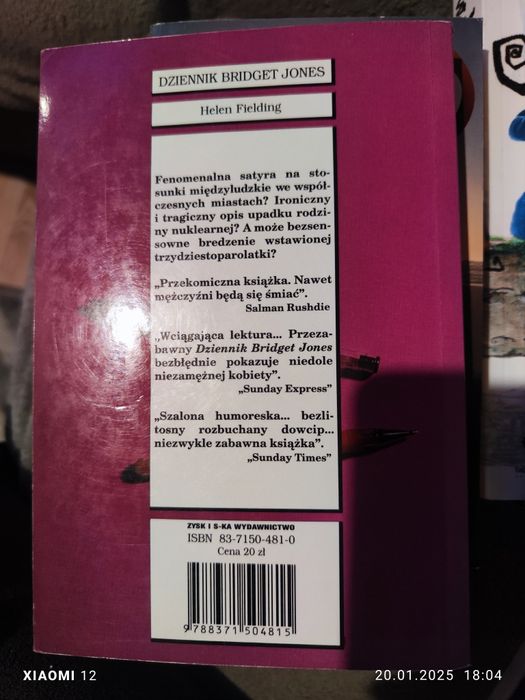 DZIENNIK BRIDGET JONES
Helen Fielding
Fenomenalna satyra na sto-
sunki międzyludzkie we współ-
czesnych miastach? Ironiczny
i tragiczny opis upadku rodzi-
ny nuklearnej? A może bezsen-
sowne bredzenie wstawionej
trzydziestoparolatki?
„Przekomiczna książka. Nawet
mężczyźni będą się śmiać”.
Salman Rushdie
„Wciągająca lektura... Przeza-
bawny Dziennik Bridget Jones
bezbłędnie pokazuje niedole
niezamężnej kobiety”.
„Sunday Express”
„Szalona humoreska... bezli-
tosny rozbuchany dowcip...
niezwykle zabawna książka”.
„Sunday Times”
ZYSK I S-KA WYDAWNICTWO
ISBN 83-7150-481-0
Cena 20 zł
9788371504815
XIAOMI 12
20.01.2025 18:04